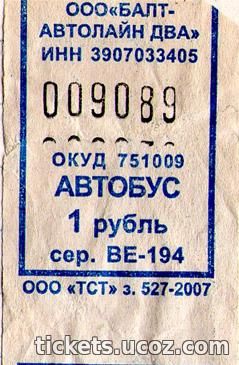 ООО«БАЛТ-
АВТОЛАЙН ДВА»
ИНН 3907033405
009089
ОКУД 751009
АВТОБУС
1 рубль
сер. ВЕ-194
ООО «ТСТ» з. 527-2007
tickets.ucoz.com